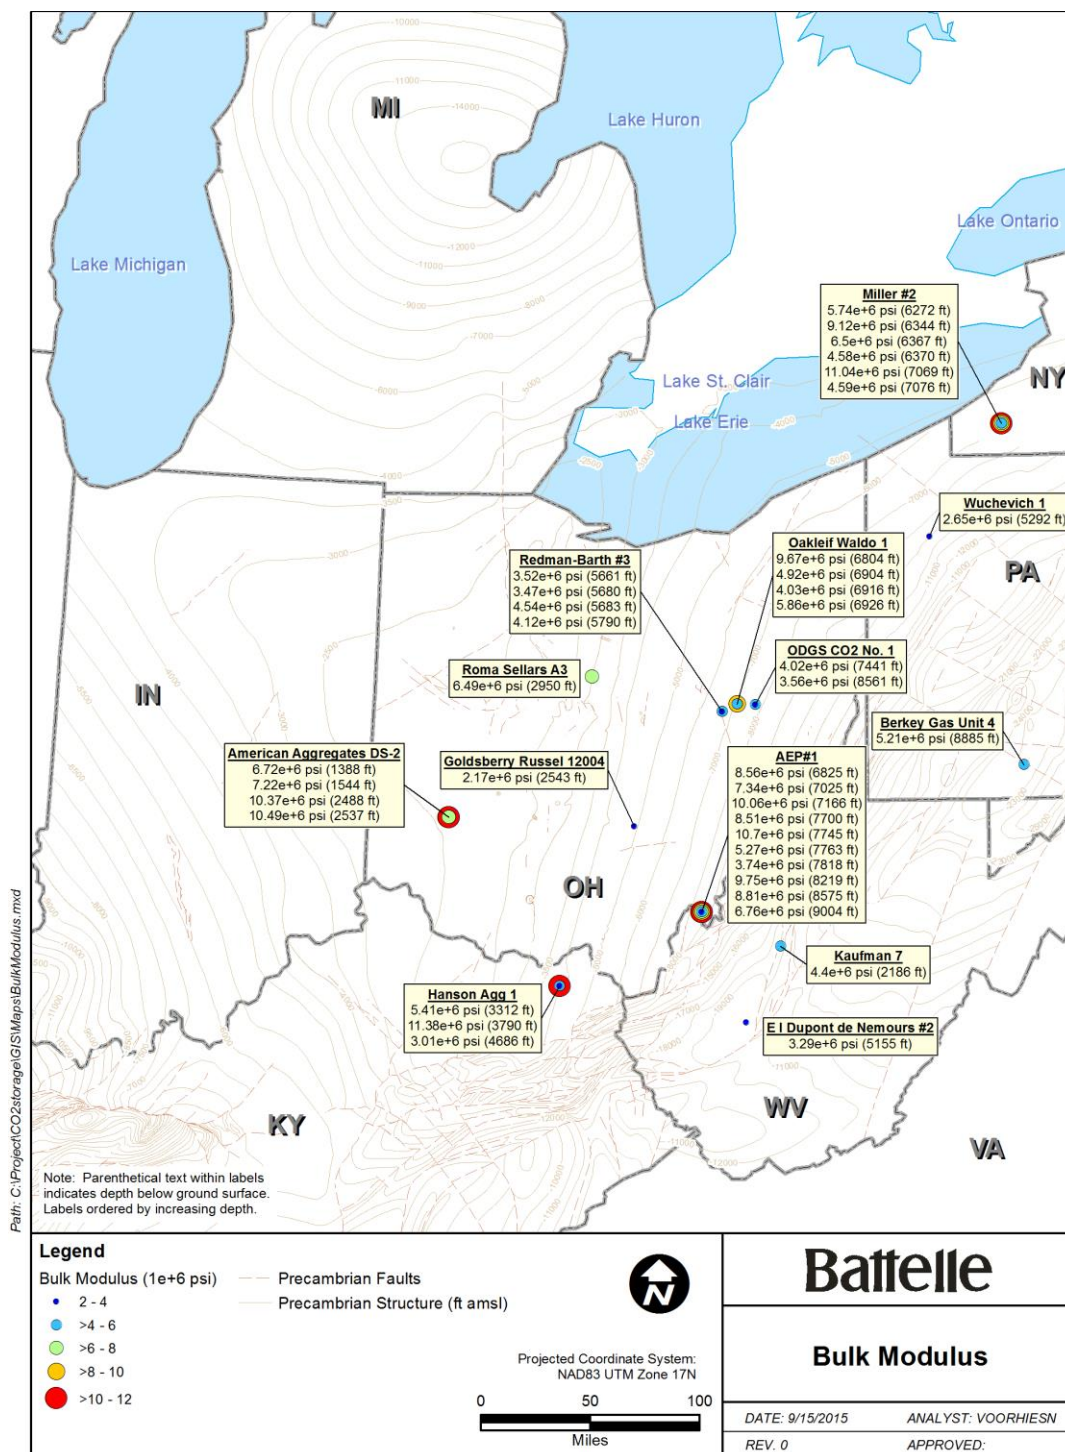 MI
Lake Huron
Lake Ontario
Lake Michigan
Miller #2
5.74e+6 psi (6272 ft)
9.12e+6 psi (6344 ft)
6.5e+6 psi (6367 ft)
4.58e+6 psi (6370 ft)
11.04e+6 psi (7069 ft)
4.59e+6 psi (7076 ft)
NY
Lake St. Clair
Lake Erie
Wuchevich 1
2.65e+6 psi (5292 ft)
PA
Oakleif Waldo 1
9.67e+6 psi (6804 ft)
4.92e+6 psi (6904 ft)
4.03e+6 psi (6916 ft)
5.86e+6 psi (6926 ft)
Redman-Barth #3
3.52e+6 psi (5661 ft)
3.47e+6 psi (5680 ft)
4.54e+6 psi (5683 ft)
4.12e+6 psi (5790 ft)
ODGS CO2 No. 1
4.02e+6 psi (7441 ft)
3.56e+6 psi (8561 ft)
Roma Sellars A3
6.49e+6 psi (2950 ft)
IN
Berkey Gas Unit 4
5.21e+6 psi (8885 ft)
American Aggregates DS-2
6.72e+6 psi (1388 ft)
7.22e+6 psi (1544 ft)
10.37e+6 psi (2488 ft)
10.49e+6 psi (2537 ft)
Goldsberry Russel 12004
2.17e+6 psi (2543 ft)
AEP#1
8.56e+6 psi (6825 ft)
7.34e+6 psi (7025 ft)
10.06e+6 psi (7166 ft)
8.51e+6 psi (7700 ft)
10.7e+6 psi (7745 ft)
5.27e+6 psi (7763 ft)
3.74e+6 psi (7818 ft)
9.75e+6 psi (8219 ft)
8.81e+6 psi (8575 ft)
6.76e+6 psi (9004 ft)
OH
Kaufman 7
4.4e+6 psi (2186 ft)
Hanson Agg 1
5.41e+6 psi (3312 ft)
11.38e+6 psi (3790 ft)
3.01e+6 psi (4686 ft)
E I Dupont de Nemours #2
3.29e+6 psi (5155 ft)
WV
KY
VA
Note: Parenthetical text within labels
indicates depth below ground surface.
Labels ordered by increasing depth.
Path: C:\Project\CO2storage\GIS\Maps\BulkModulus.mxd
Legend
Bulk Modulus (1e+6 psi)
2 - 4
>4 - 6
>6 - 8
>8 - 10
>10 - 12
Precambrian Faults
Precambrian Structure (ft amsl)
N
Projected Coordinate System:
NAD83 UTM Zone 17N
0 50 100
Miles
Battelle
Bulk Modulus
DATE: 9/15/2015 ANALYST: VOORHIESN
REV. 0 APPROVED: